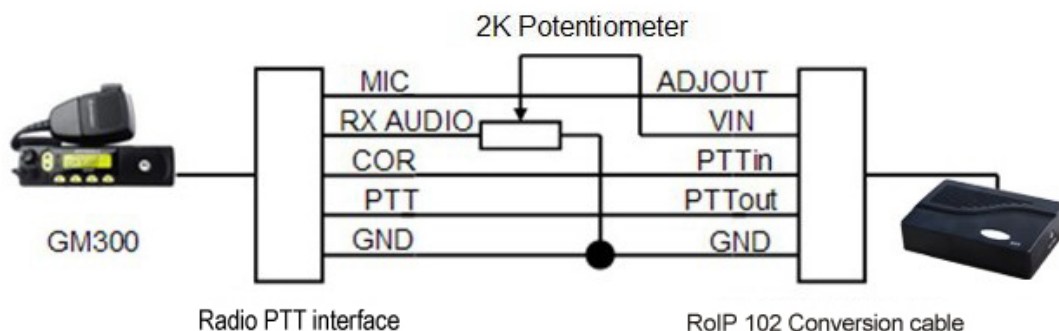 2K Potentiometer
MIC ADJOUT
RX AUDIO VIN
COR PTTin
PTT PTTout
GND GND
GM300
Radio PTT interface RoIP 102 Conversion cable